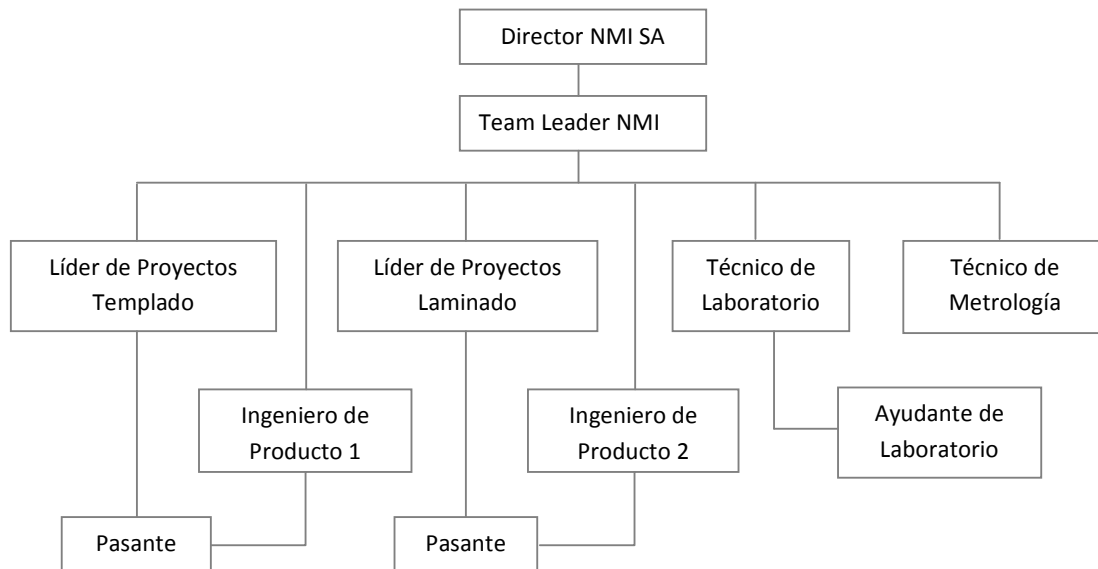 Director NMI SA
Team Leader NMI
Líder de Proyectos
Templado
Líder de Proyectos
Laminado
Técnico de
Laboratorio
Técnico de
Metrología
Ingeniero de
Producto 1
Ingeniero de
Producto 2
Ayudante de
Laboratorio
Pasante
Pasante